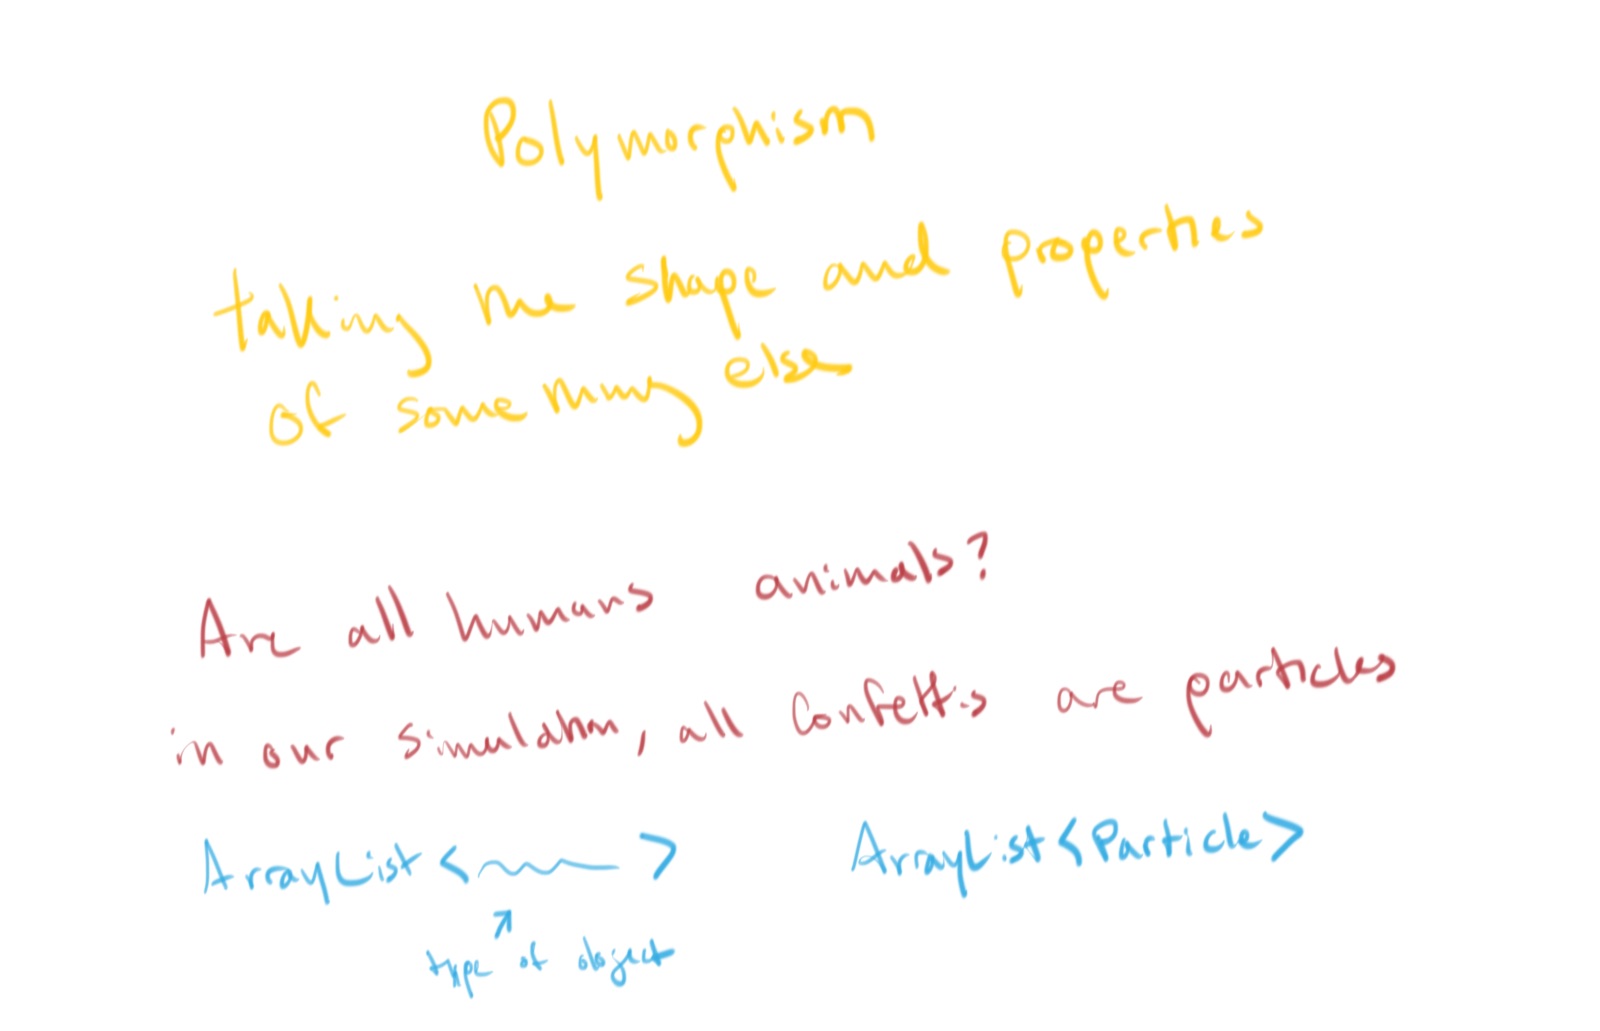 Polymorphism
taking the shape and properties
of something else
Are all humans animals?
in our simulation, all Confettis are particles
ArrayList < > ArrayList <Particle>
type of object